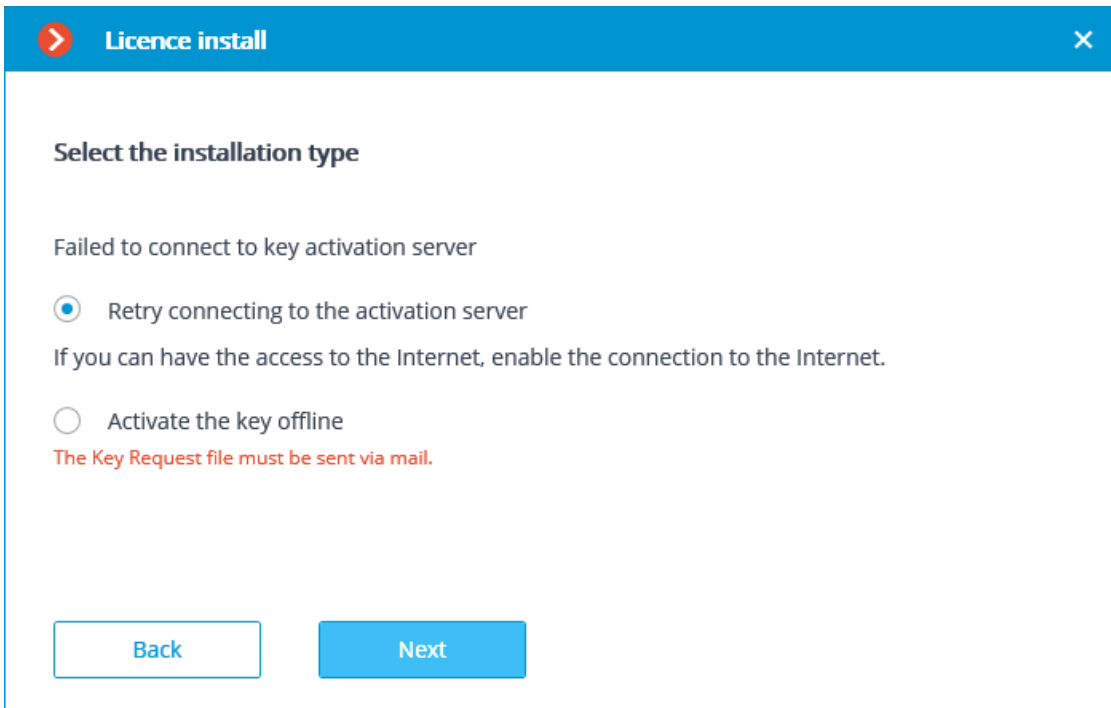 Licence install
Select the installation type
Failed to connect to key activation server
Retry connecting to the activation server
If you can have the access to the Internet, enable the connection to the Internet.
Activate the key offline
The Key Request file must be sent via mail.
Back
Next